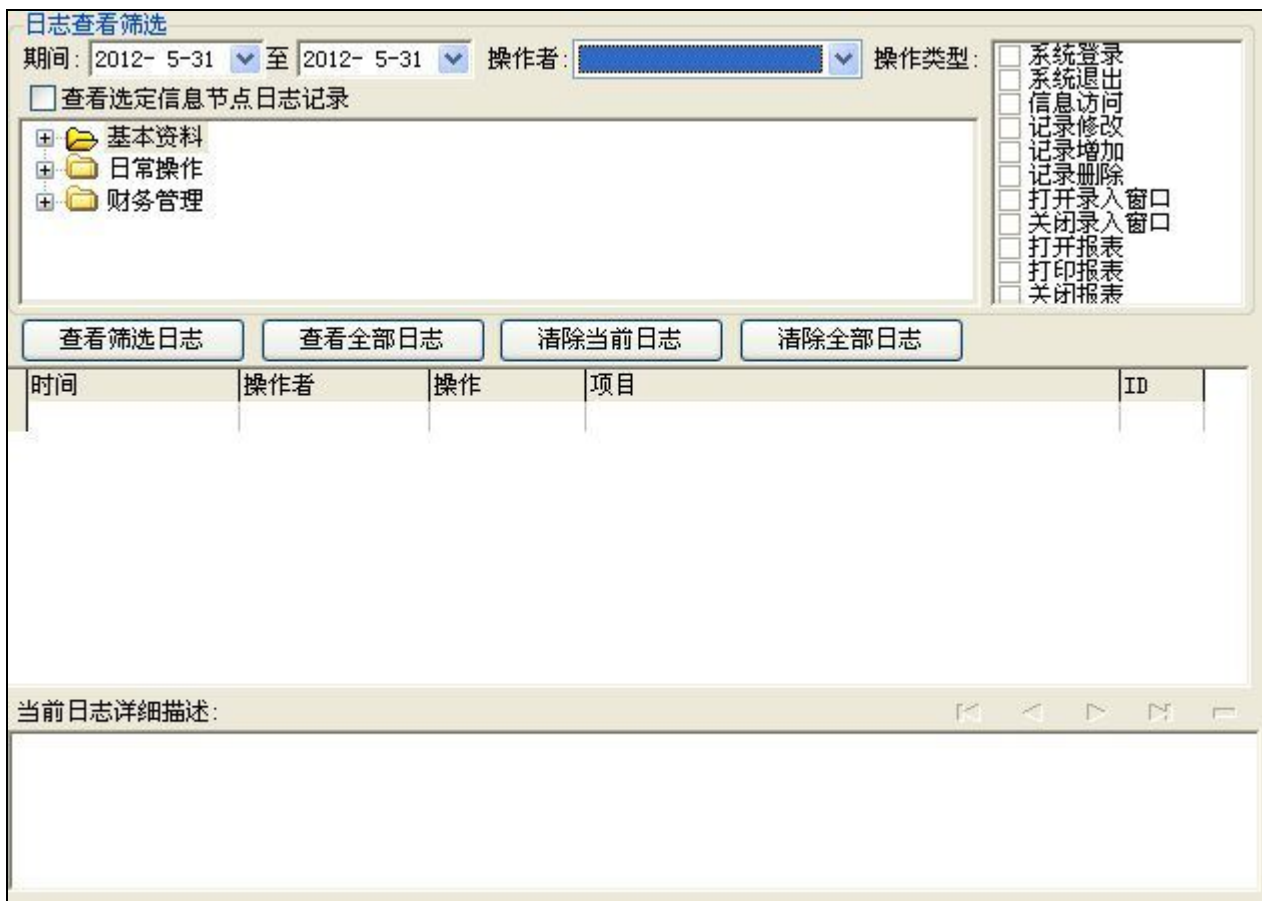 日志查看筛选
期间: 2012- 5-31 至 2012- 5-31 操作者: 操作类型:
系统登录
系统退出
信息访问
记录修改
记录增加
记录删除
打开录入窗口
关闭录入窗口
打开报表
打印报表
关闭报表
查看选定信息节点日志记录
基本资料
日常操作
财务管理
查看筛选日志 查看全部日志 清除当前日志 清除全部日志
时间 操作者 操作 项目 ID
当前日志详细描述: